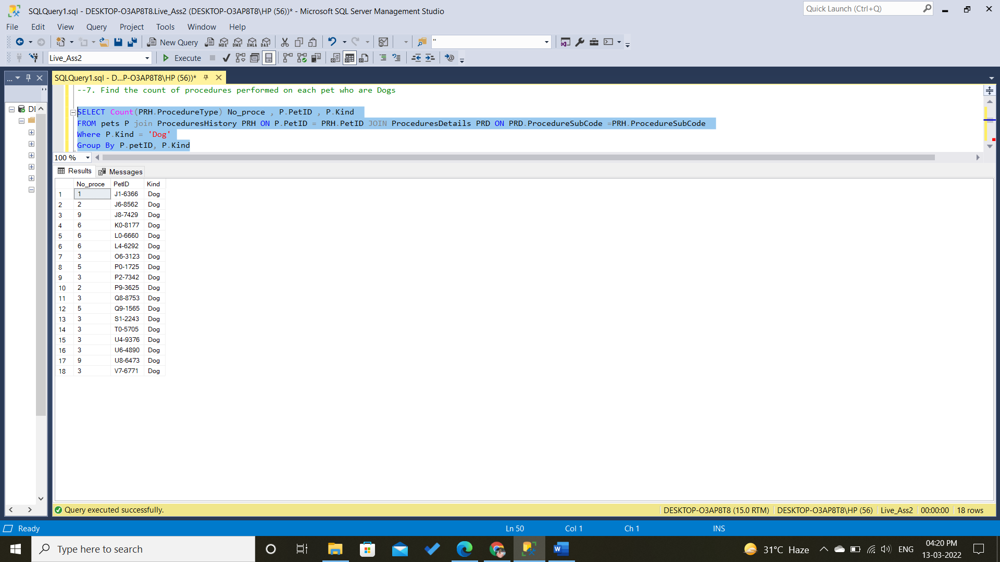 SQLQuery1.sql - DESKTOP-O3AP8T8.Live_Ass2 (DESKTOP-O3AP8T8\HP (56))* - Microsoft SQL Server Management Studio
Quick Launch (Ctrl+Q)
File Edit View Query Project Tools Window Help
New Query MDX DMX XMLA DAX "
Live_Ass2 Execute
... SQLQuery1.sql - D...P-O3AP8T8\HP (56))*
--7. Find the count of procedures performed on each pet who are Dogs
SELECT Count(PRH.ProcedureType) No_proce , P.PetID , P.Kind
FROM pets P join ProceduresHistory PRH ON P.PetID = PRH.PetID JOIN ProceduresDetails PRD ON PRD.ProcedureSubCode =PRH.ProcedureSubCode
Where P.Kind = 'Dog'
Group By P.petID, P.Kind
100 %
Results Messages
No_proce PetID Kind
1 1 J1-6366 Dog
2 2 J6-8562 Dog
3 9 J8-7429 Dog
4 6 K0-8177 Dog
5 6 L0-6660 Dog
6 6 L4-6292 Dog
7 3 O6-3123 Dog
8 5 P0-1725 Dog
9 3 P2-7342 Dog
10 2 P9-3625 Dog
11 3 Q8-8753 Dog
12 5 Q9-1565 Dog
13 3 S1-2243 Dog
14 3 T0-5705 Dog
15 3 U4-9376 Dog
16 3 U6-4890 Dog
17 9 U8-6473 Dog
18 3 V7-6771 Dog
Query executed successfully. DESKTOP-O3AP8T8 (15.0 RTM) DESKTOP-O3AP8T8\HP (56) Live_Ass2 00:00:00 18 rows
Ready Ln 50 Col 1 Ch 1 INS
Type here to search 31°C Haze ENG 04:20 PM
13-03-2022